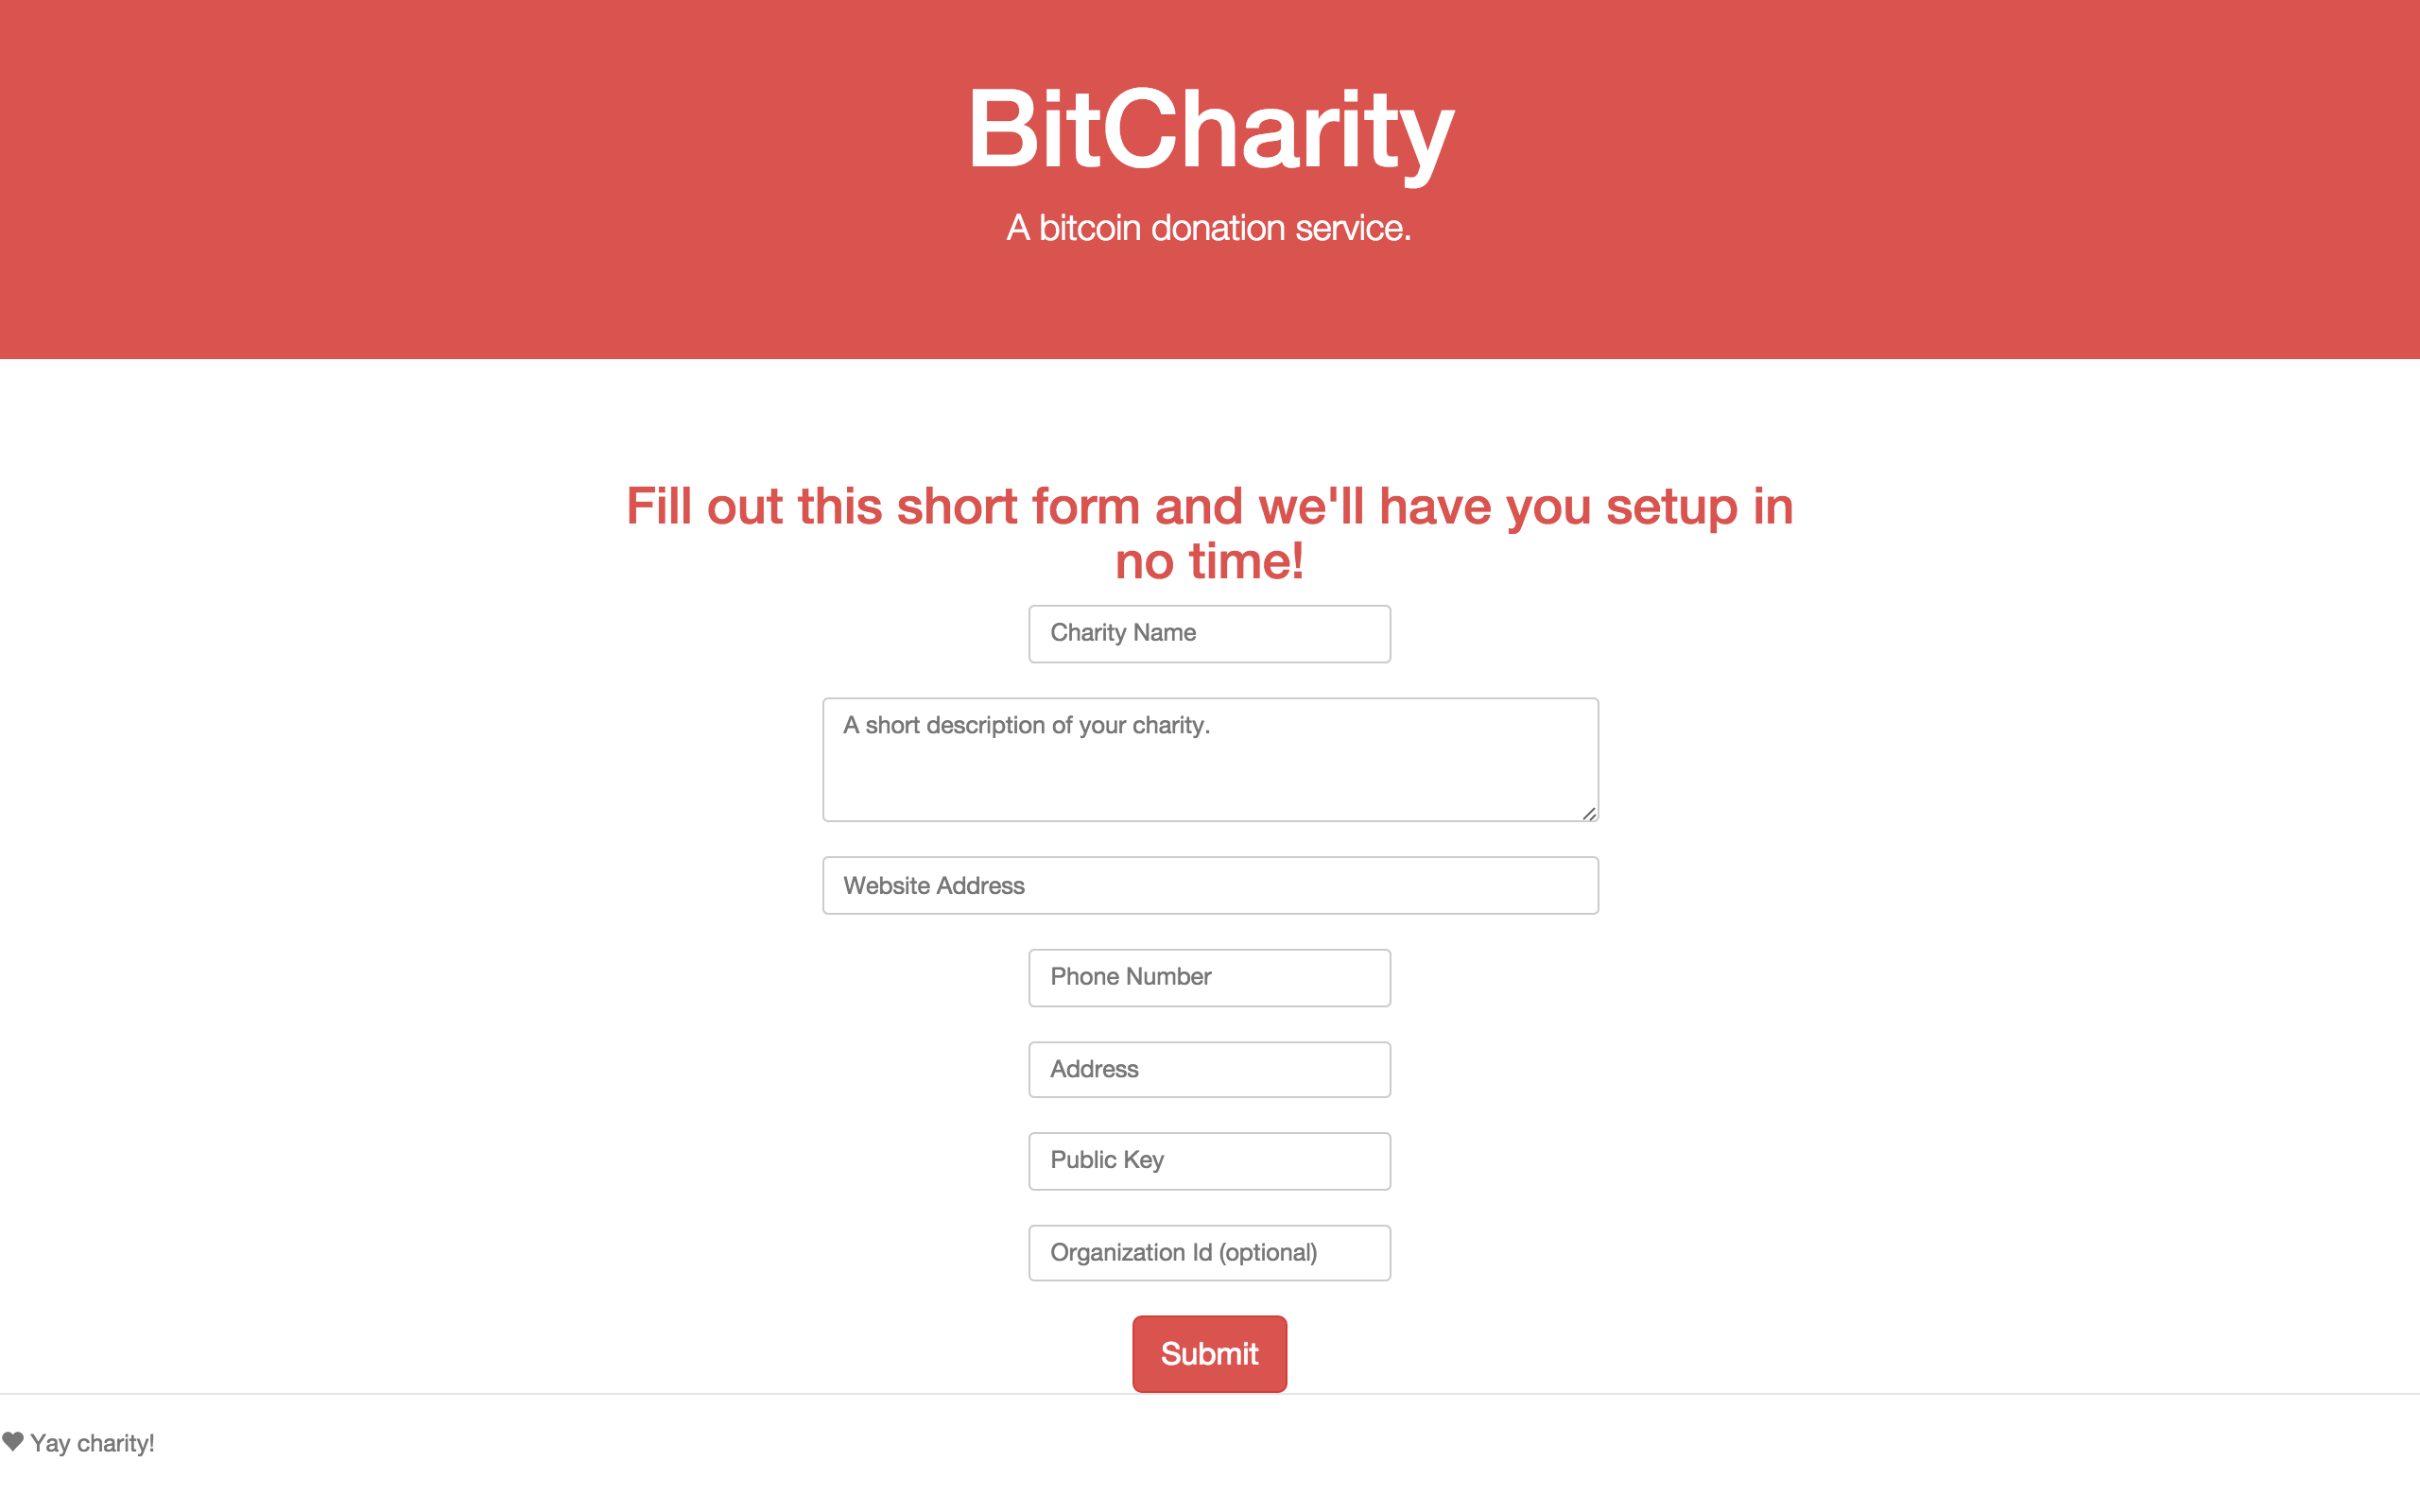 BitCharity
A bitcoin donation service.
Fill out this short form and we'll have you setup in
no time!
Charity Name
A short description of your charity.
Website Address
Phone Number
Address
Public Key
Organization Id (optional)
Submit
Yay charity!